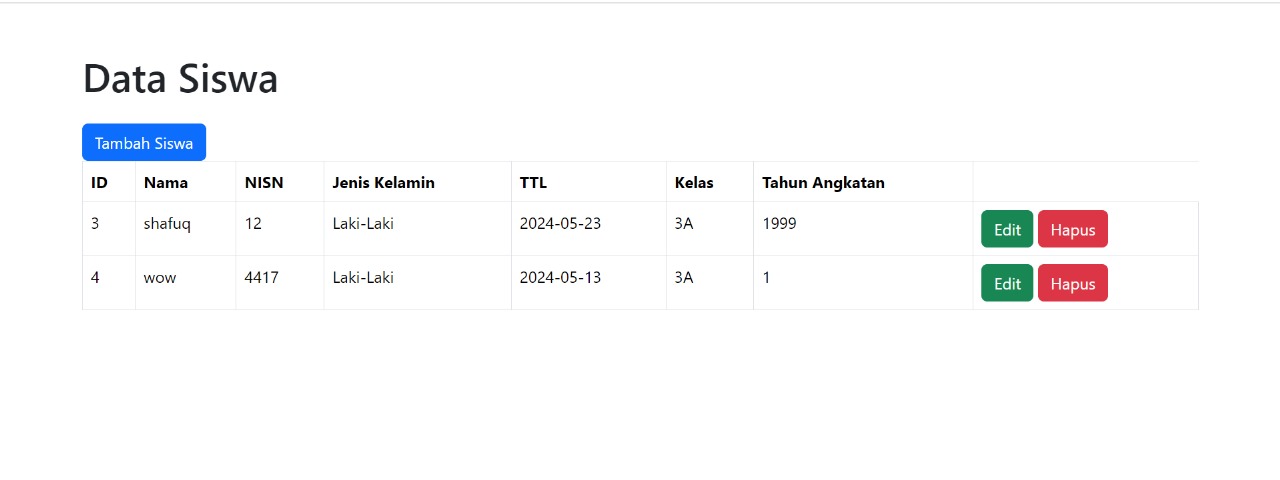 Data Siswa
Tambah Siswa
ID Nama NISN Jenis Kelamin TTL Kelas Tahun Angkatan
3 shafuq 12 Laki-Laki 2024-05-23 3A 1999 Edit Hapus
4 wow 4417 Laki-Laki 2024-05-13 3A 1 Edit Hapus